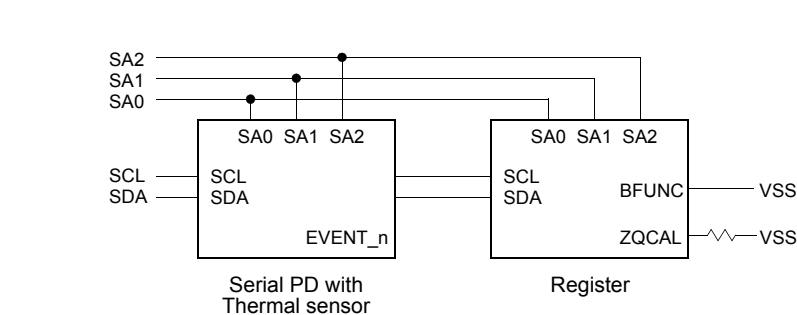 SA2
SA1
SA0
SA0 SA1 SA2
SA0 SA1 SA2
SCL
SDA
SCL
SDA
SCL
SDA
BFUNC
VSS
EVENT_n
ZQCAL
VSS
Serial PD with
Thermal sensor
Register